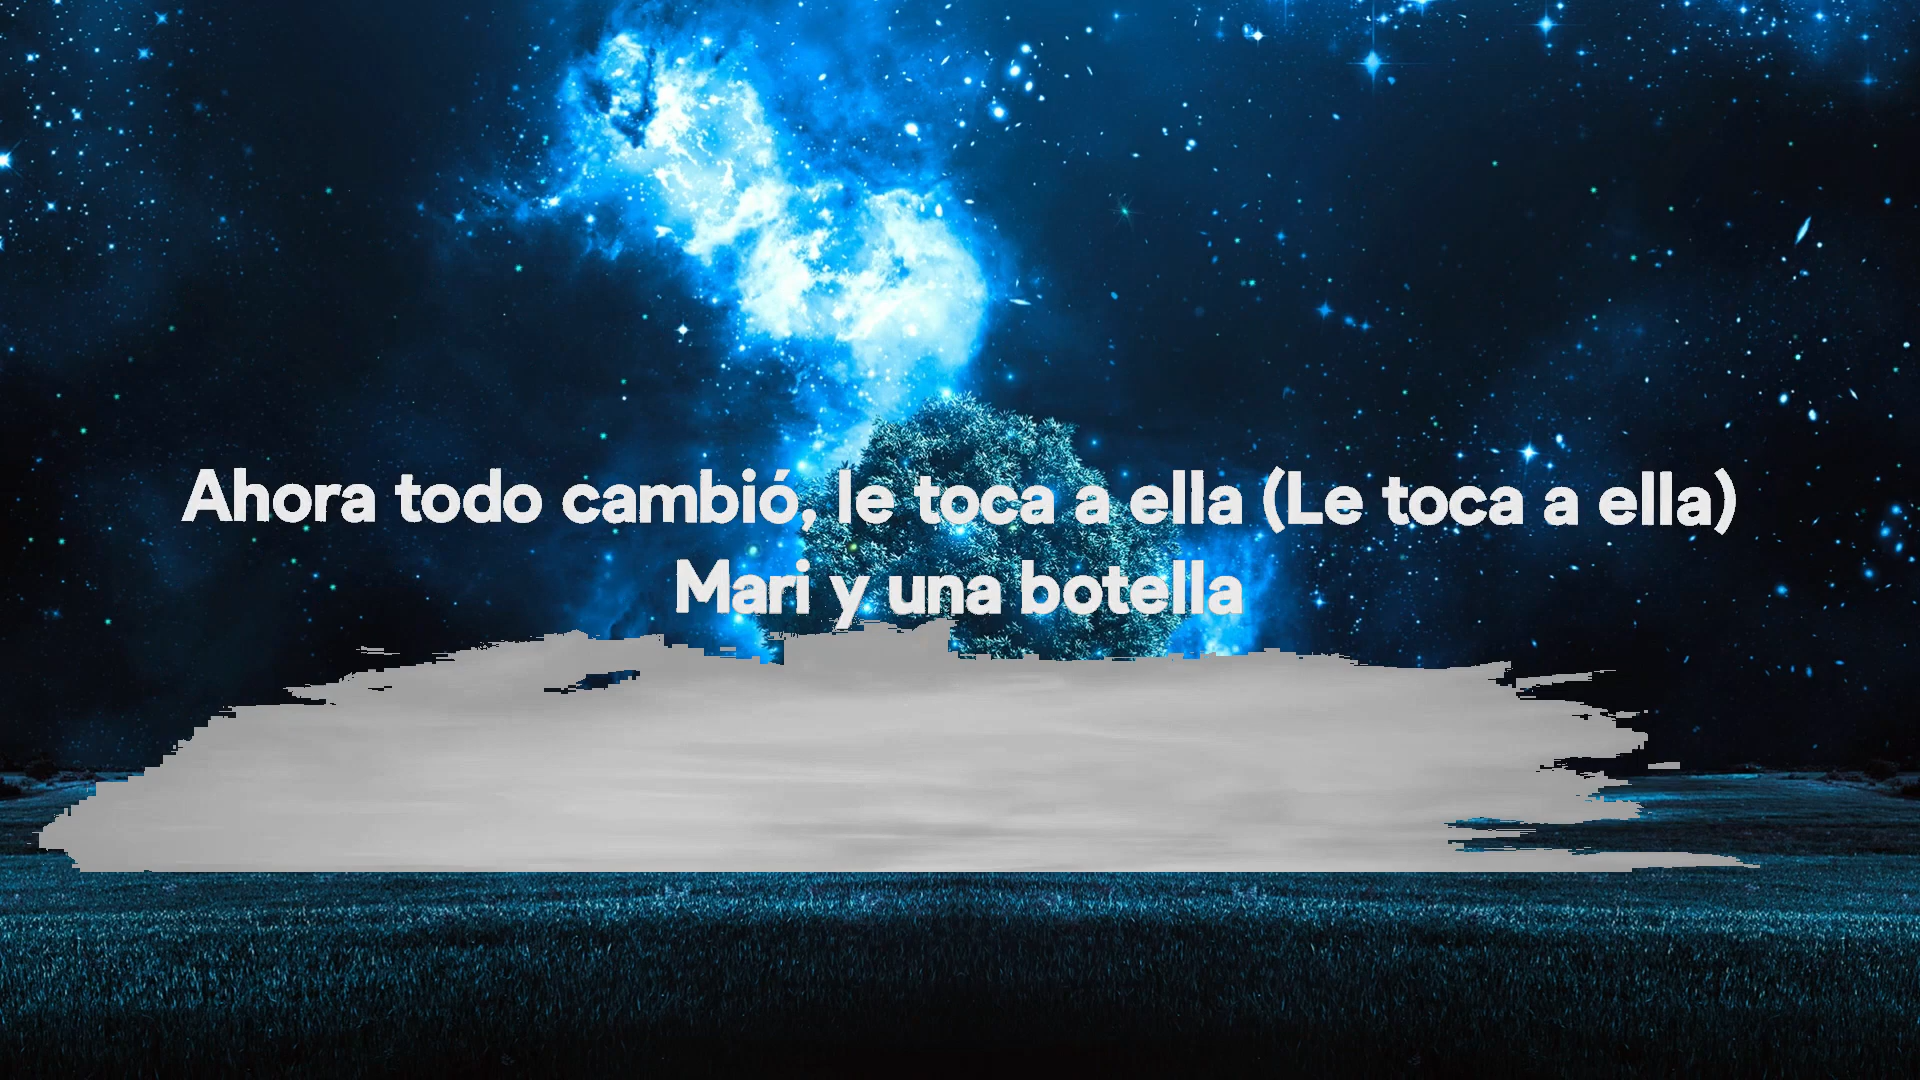 Ahora todo cambió, le toca a ella (Le toca a ella)
Mari y una botella